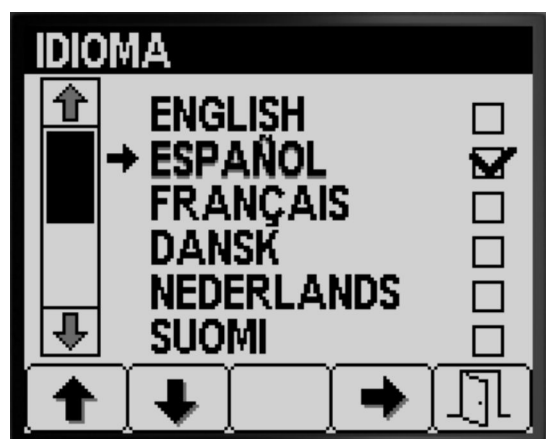 IDIOMA
ENGLISH
ESPAÑOL
FRANÇAIS
DANSK
NEDERLANDS
SUOMI